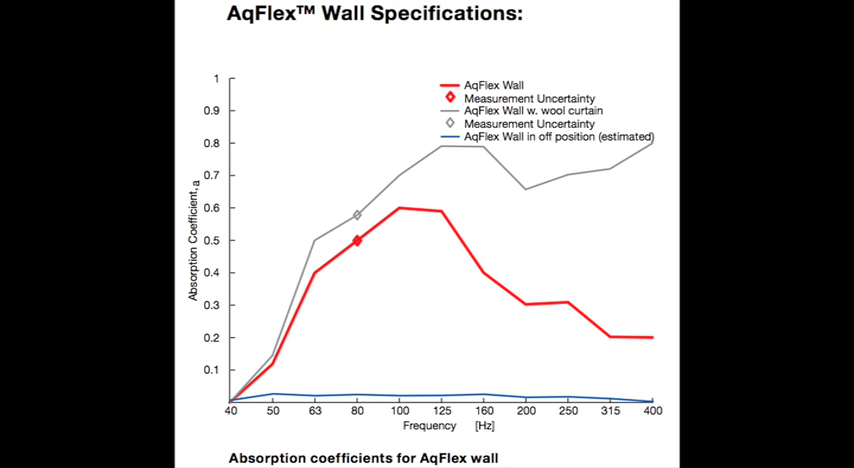 AqFlex™ Wall Specifications:
AqFlex Wall
Measurement Uncertainty
AqFlex Wall w. wool curtain
Measurement Uncertainty
AqFlex Wall in off position (estimated)
1
0.9
0.8
0.7
0.6
0.5
0.4
0.3
0.2
0.1
Absorption Coefficient, a
40 50 63 80 100 125 160 200 250 315 400
Frequency [Hz]
Absorption coefficients for AqFlex wall